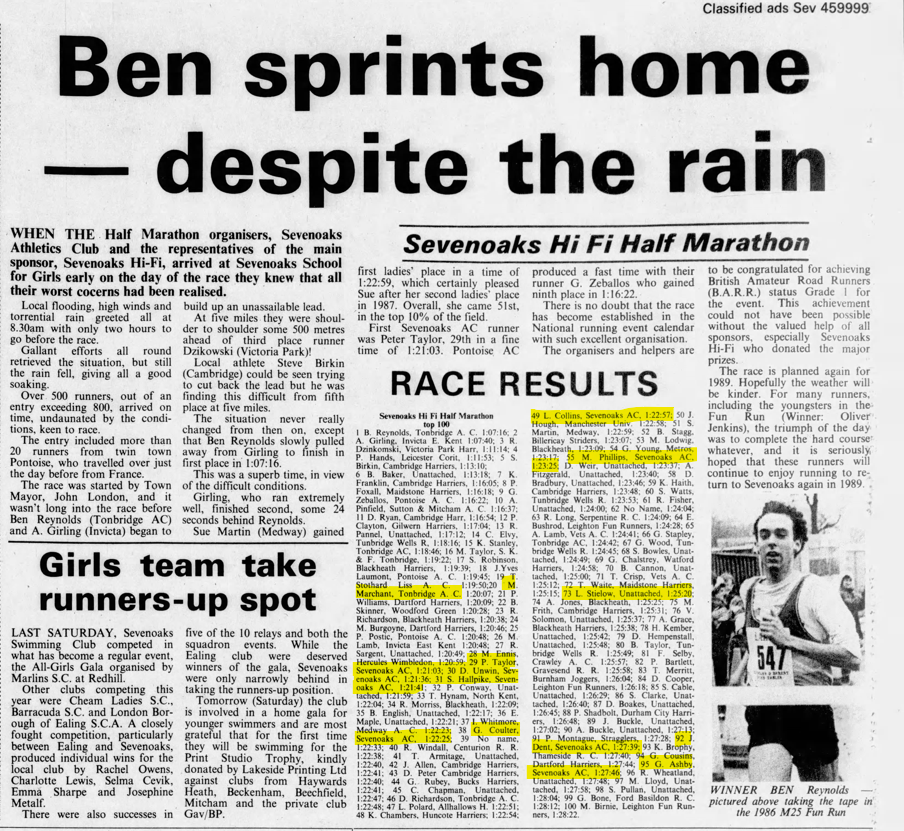 Classified ads Sev 459999
Ben sprints home
— despite the rain
WHEN THE Half Marathon organisers, Sevenoaks
Athletics Club and the representatives of the main
sponsor, Sevenoaks Hi-Fi, arrived at Sevenoaks School
for Girls early on the day of the race they knew that all
their worst cocerns had been realised.
Local flooding, high winds and
torrential rain greeted all at
8.30am with only two hours to
go before the race.
Gallant efforts all round
retrieved the situation, but still
the rain fell, giving all a good
soaking.
Over 500 runners, out of an
entry exceeding 800, arrived on
time, undaunted by the condi-
tions, keen to race.
The entry included more than
20 runners from twin town
Pontoise, who travelled over just
the day before from France.
The race was started by Town
Mayor, John London, and it
wasn't long into the race before
Ben Reynolds (Tonbridge AC)
and A. Girling (Invicta) began to
build up an unassailable lead.
At five miles they were shoul-
der to shoulder some 500 metres
ahead of third place runner
Dzikowski (Victoria Park)!
Local athlete Steve Birkin
(Cambridge) could be seen trying
to cut back the lead but he was
finding this difficult from fifth
place at five miles.
The situation never really
changed from then on, except
that Ben Reynolds slowly pulled
away from Girling to finish in
first place in 1:07:16.
This was a superb time, in view
of the difficult conditions.
Girling, who ran extremely
well, finished second, some 24
seconds behind Reynolds.
Sue Martin (Medway) gained
Sevenoaks Hi Fi Half Marathon
first ladies' place in a time of
1:22:59, which certainly pleased
Sue after her second ladies' place
in 1987. Overall, she came 51st,
in the top 10% of the field.
First Sevenoaks AC runner
was Peter Taylor, 29th in a fine
time of 1:21:03. Pontoise AC
produced a fast time with their
runner G. Zeballos who gained
ninth place in 1:16:22.
There is no doubt that the race
has become established in the
National running event calendar
with such excellent organisation.
The organisers and helpers are
to be congratulated for achieving
British Amateur Road Runners
(B.A.R.R.) status Grade 1 for
the event. This achievement
could not have been possible
without the valued help of all
sponsors, especially Sevenoaks
Hi-Fi who donated the major
prizes.
The race is planned again for
1989. Hopefully the weather will
be kinder. For many runners,
including the youngsters in the
Fun Run (Winner: Oliver
Jenkins), the triumph of the day
was to complete the hard course
whatever, and it is seriously
hoped that these runners will
continue to enjoy running to re-
turn to Sevenoaks again in 1989.
RACE RESULTS
Sevenoaks Hi Fi Half Marathon
top 100
1 B. Reynolds, Tonbridge A. C. 1:07:16; 2
A. Girling, Invicta E. Kent 1:07:40; 3 R.
Dzinkomski, Victoria Park Harr, 1:11:14; 4
P. Hands, Leicester Corit, 1:11:53; 5 S.
Birkin, Cambridge Harriers, 1:13:10;
6 B. Baker, Unattached, 1:13:18; 7 K.
Franklin, Cambridge Harriers, 1:16:05; 8 P.
Foxall, Maidstone Harriers, 1:16:18; 9 G.
Zeballos, Pontoise A. C. 1:16:22; 10 A.
Pinfield, Sutton & Mitcham A. C. 1:16:37;
11 D. Ryan, Cambridge Harr, 1:16:54; 12 P.
Clayton, Gilwern Harriers, 1:17:04; 13 R.
Pannel, Unattached, 1:17:12; 14 C. Elvy,
Tunbridge Wells R, 1:18:16; 15 K. Stanley,
Tonbridge AC, 1:18:46; 16 M. Taylor, S. K.
& F. Tonbridge, 1:19:22; 17 S. Robinson,
Blackheath Harriers, 1:19:39; 18 J.Yves
Laumont, Pontoise A. C. 1:19:45; 19 T.
Stothard Liss A. C. 1:19:50;20 M.
Marchant, Tonbridge A. C. 1:20:07; 21 P.
Williams, Dartford Harriers, 1:20:09; 22 B.
Skinner, Woodford Green, 1:20:28; 23 R.
Richardson, Blackheath Harriers, 1:20:38; 24
M. Burgoyne, Dartford Harriers, 1:20:46; 25
P. Postic, Pontoise AC, 1:20:48; 26 M.
Lamb, Invicta East Kent, 1:20:48; 27 R.
Sargent, Unattached, 1:20:49; 28 M. Ennis,
Hercules Wimbledon, 1:20:59; 29 P. Taylor,
Sevenoaks AC, 1:21:03; 30 D. Unwin, Sev-
enoaks AC, 1:21:36; 31 S. Hallpike, Seven-
oaks AC, 1:21:41; 32 P. Conway, Unat-
tached, 1:21:59; 33 T. Hynam, North Kent,
1:22:04; 34 R. Morriss, Blackheath, 1:22:09;
35 B. English, Unattached, 1:22:17; 36 E.
Maple, Unattached, 1:22:21; 37 I. Whitmore,
Medway A. C. 1:22:23; 38 G. Coulter,
Sevenoaks AC, 1:22:25; 39 No name,
1:22:33; 40 R. Windall, Centurion R. R.
1:22:38; 41 T. Armitage, Unattached,
1:22:40; 42 J. Allen, Cambridge Harriers,
1:22:41; 43 D. Peter Cambridge Harriers,
1:22:40; 44 G. Rubey, Bucks Harriers,
1:22:41; 45 C. Chapman, Unattached,
1:22:47; 46 D. Richardson, Tonbridge A. C.
1:22:48; 47 L. Polard, Allhallows H. 1:22:51;
48 K. Chambers, Huncote Harriers; 1:22:54;
49 L. Collins, Sevenoaks AC, 1:22:57; 50 J.
Hough, Manchester Univ. 1:22:58; 51 S.
Martin, Medway, 1:22:59; 52 B. Stagg,
Billericay Striders, 1:23:07; 53 M. Lodwig,
Blackheath, 1:23:09; 54 G. Young, Metros,
1:23:17; 55 M. Phillips, Sevenoaks AC,
1:23:25; D. Weir, Unattached, 1:23:37; A.
Fitzgerald, Unattached, 1:23:40; 58 D.
Bradbury, Unattached, 1:23:46; 59 K. Haith,
Cambridge Harriers, 1:23:48; 60 S. Watts,
Tunbridge Wells R. 1:23:53; 61 R. Fisher,
Unattached, 1:24:00; 62 No Name, 1:24:04;
63 R. Long, Serpentine R. C. 1:24:09; 64 E.
Bushrod, Leighton Fun Runners, 1:24:28; 65
A. Lamb, Vets A. C. 1:24:41; 66 G. Stapley,
Tonbridge AC, 1:24:42; 67 G. Wood, Tun-
bridge Wells R. 1:24:45; 68 S. Bowles, Unat-
tached, 1:24:49; 69 G. Chalstrey, Watford
Harriers, 1:24:58; 70 B. Cannon, Unat-
tached, 1:25:00; 71 T. Crisp, Vets A. C.
1:25:12; 72 T. Waite, Maidstone Harriers,
1:25:15; 73 L. Stielow, Unattached, 1:25:20;
74 A. Jones, Blackheath, 1:25:25; 75 M.
Frith, Cambridge Harriers, 1:25:31; 76 V.
Solomon, Unattached, 1:25:37; 77 A. Grace,
Blackheath Harriers, 1:25:38; 78 H. Kember,
Unattached, 1:25:42; 79 D. Hempenstall,
Unattached, 1:25:48; 80 B. Taylor, Tun-
bridge Wells R. 1:25:49; 81 F. Selby,
Crawley A. C. 1:25:57; 82 P. Bartlett,
Gravesend R. R. 1:25:58; 83 T. Merritt,
Burnham Joggers, 1:26:04; 84 D. Cooper,
Leighton Fun Runners, 1:26:18; 85 S. Cable,
Unattached, 1:26:29; 86 S. Clarke, Unat-
tached, 1:26:40; 87 D. Boakes, Unattached,
1:26:45; 88 P. Shadbolt, Durham City Harri-
ers, 1:26:48; 89 J. Buckle, Unattached,
1:27:02; 90 A. Buckle, Unattached, 1:27:13;
91 P. Montague, Stragglers, 1:27:28; 92 J.
Dent, Sevenoaks AC, 1:27:39; 93 K. Brophy,
Thameside H. R. C. 1:27:40; 94 G. Cousins,
Dartford Harriers, 1:27:44; 95 G. Ashby,
Sevenoaks AC, 1:27:46; 96 R. Wheatland,
Unattached, 1:27:48; 97 M. Lloyd, Unat-
tached, 1:27:58; 98 S. Pullan, Unattached,
1:28:04; 99 G. Bone, Ford Basildon R. C.
1:28:12; 100 M. Birnie, Leighton Fun Run-
ners, 1:28:22.
547
WINNER BEN Reynolds —
pictured above taking the tape in
the 1986 M25 Fun Run
Girls team take
runners-up spot
LAST SATURDAY, Sevenoaks
Swimming Club competed in
what has become a regular event,
the All-Girls Gala organised by
Marlins S.C. at Redhill.
Other clubs competing this
year were Cheam Ladies S.C.,
Barracuda S.C. and London Bor-
ough of Ealing S.C.A. A closely
fought competition, particularly
between Ealing and Sevenoaks,
produced individual wins for the
local club by Rachel Owens,
Charlotte Lewis, Selma Cevik,
Emma Sharpe and Josephine
Metalf.
There were also successes in
five of the 10 relays and both the
squadron events. While the
Ealing club were deserved
winners of the gala, Sevenoaks
were only narrowly behind in
taking the runners-up position.
Tomorrow (Saturday) the club
is involved in a home gala for
younger swimmers and are most
grateful that for the first time
they will be swimming for the
Print Studio Trophy, kindly
donated by Lakeside Printing Ltd
against clubs from Haywards
Heath, Beckenham, Beechfield,
Mitcham and the private club
Gav/BP.